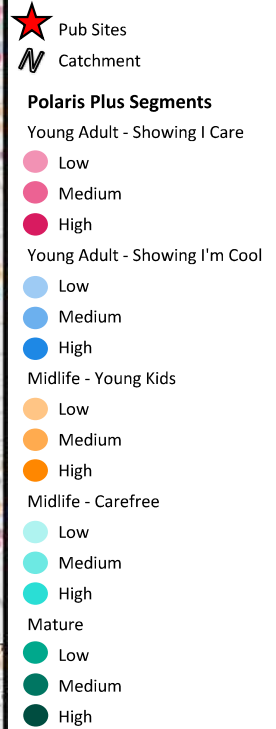 Pub Sites
Catchment
Polaris Plus Segments
Young Adult - Showing I Care
Low
Medium
High
Young Adult - Showing I'm Cool
Low
Medium
High
Midlife - Young Kids
Low
Medium
High
Midlife - Carefree
Low
Medium
High
Mature
Low
Medium
High